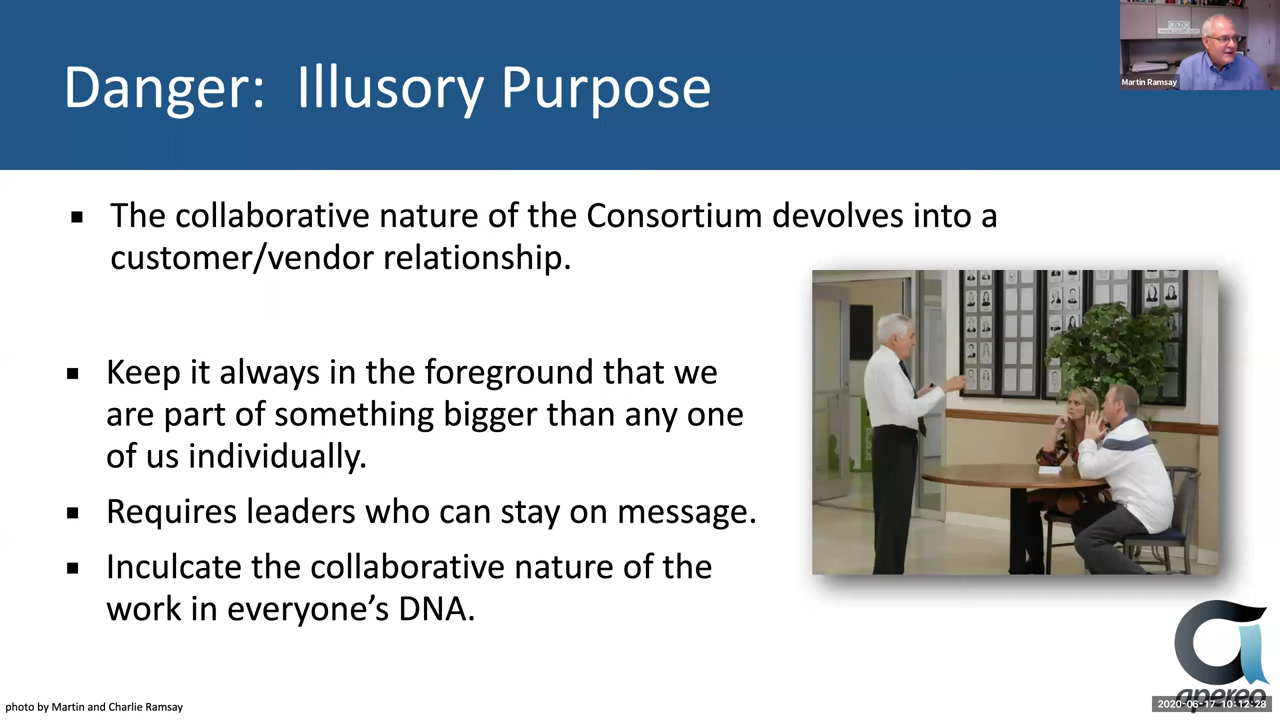 Danger: Illusory Purpose
Martin Ramsay
▪ The collaborative nature of the Consortium devolves into a
customer/vendor relationship.
▪ Keep it always in the foreground that we
are part of something bigger than any one
of us individually.
▪ Requires leaders who can stay on message.
▪ Inculcate the collaborative nature of the
work in everyone’s DNA.
apereo
2020-06-17 10:12:28
photo by Martin and Charlie Ramsay